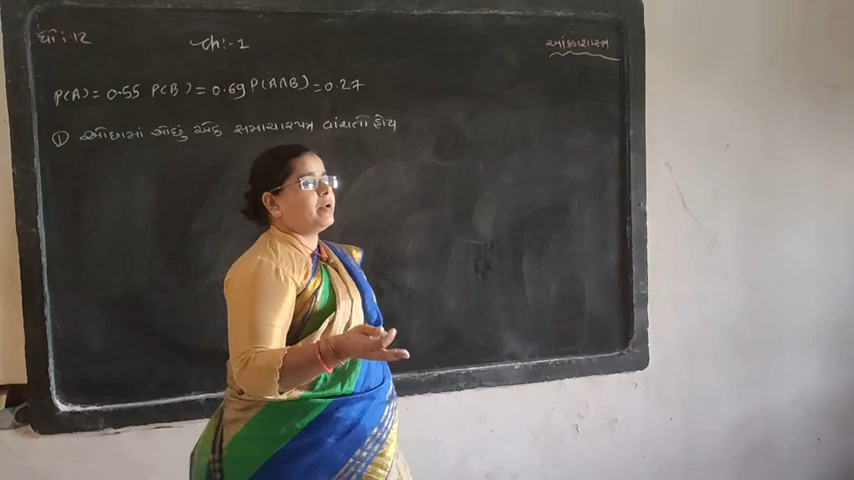 ધો : 12
Ch :- 1
આંકડાશાસ્ત્ર
P(A) = 0.55 P(B) = 0.69 P(A∩B) = 0.27
① ઓછામાં ઓછું એક સમાચારપત્ર વાંચતી હોય